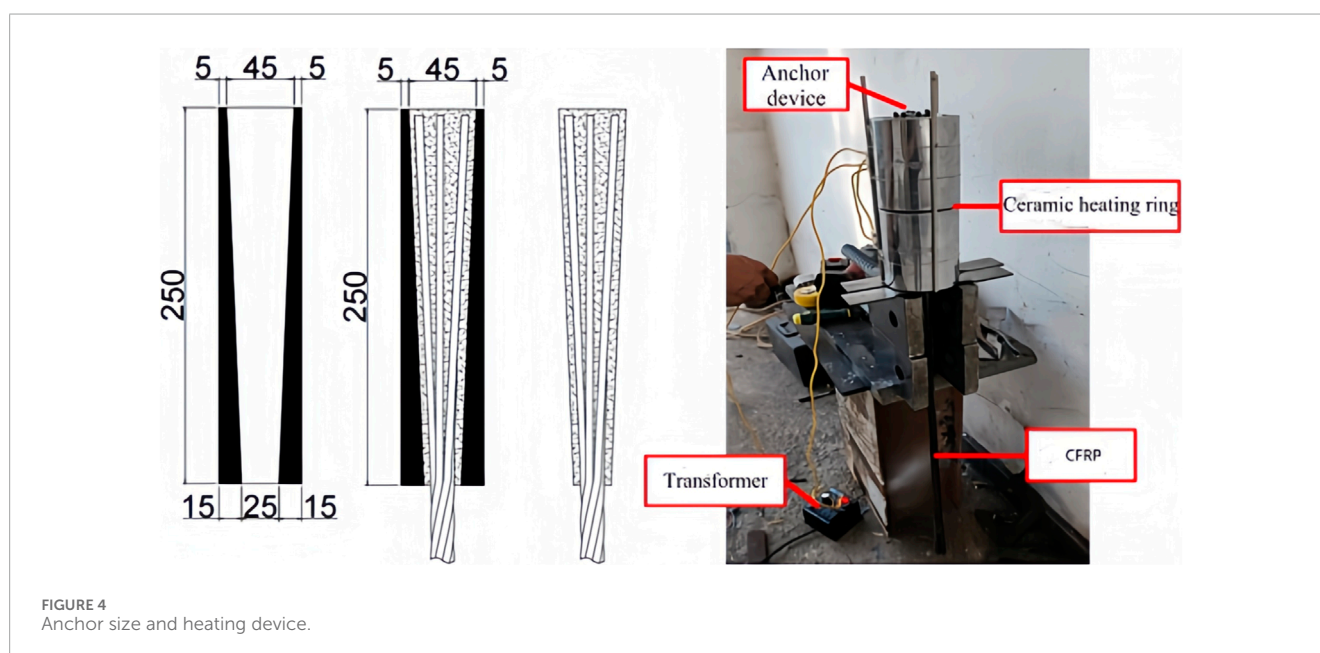 5 45 5
250
15 25 15
5 45 5
250
Anchor
device
Ceramic heating ring
CFRP
Transformer
FIGURE 4
Anchor size and heating device.